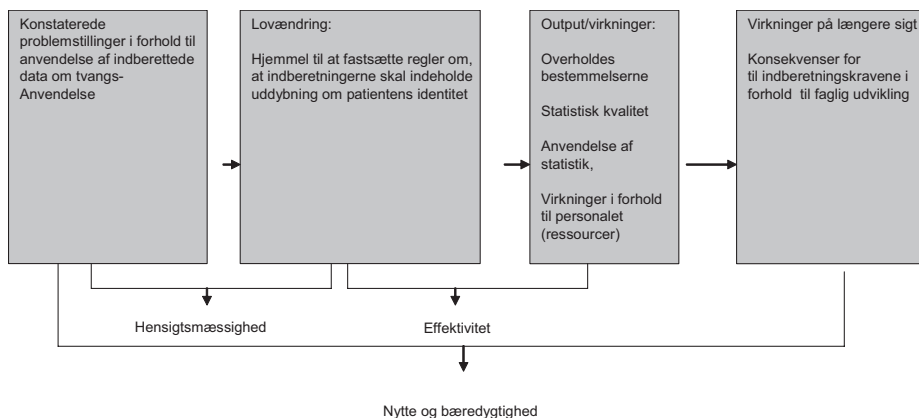 Konstaterede
problemstillinger i forhold til
anvendelse af indberettede
data om tvangs-
Anvendelse
Lovændring:
Hjemmel til at fastsætte regler om,
at indberetningerne skal indeholde
uddybning om patientens identitet
Output/virkninger:
Overholdes
bestemmelserne
Statistisk kvalitet
Anvendelse af
statistik,
Virkninger i forhold
til personalet
(ressourcer)
Virkninger på længere sigt
Konsekvenser for
til indberetningskravene i
forhold til faglig udvikling
Hensigtsmæssighed
Effektivitet
Nytte og bæredygtighed